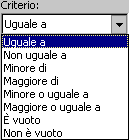 Criterio:
Uguale a
Uguale a
Non uguale a
Minore di
Maggiore di
Minore o uguale a
Maggiore o uguale a
È vuoto
Non è vuoto